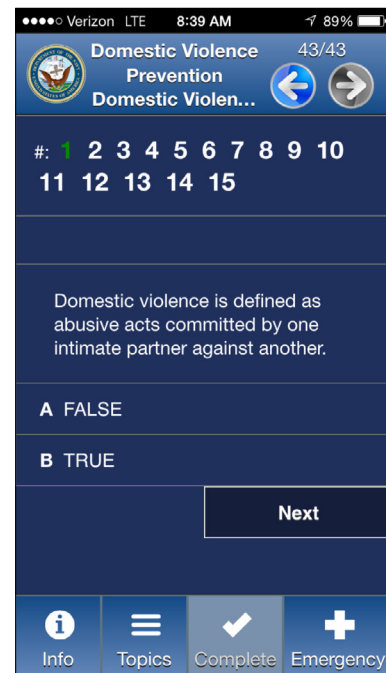 Verizon LTE 8:39 AM 89%
Domestic Violence 43/43
Prevention
Domestic Violen...
#: 1 2 3 4 5 6 7 8 9 10
11 12 13 14 15
Domestic violence is defined as
abusive acts committed by one
intimate partner against another.
A FALSE
B TRUE
Next
Info Topics Complete Emergency